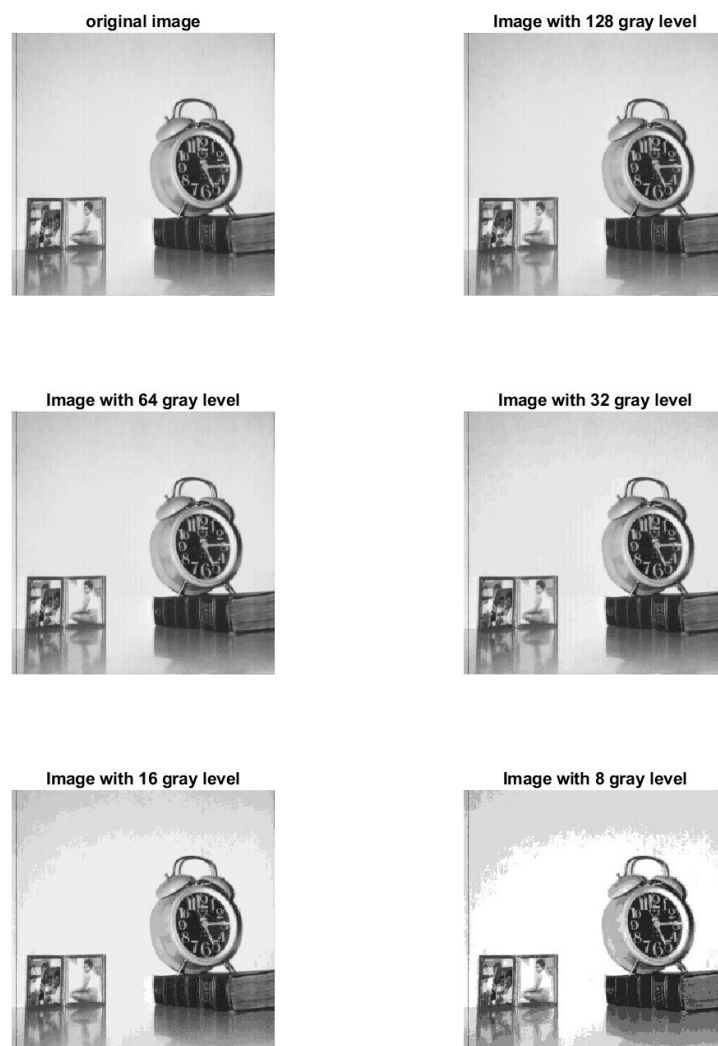 original image
Image with 128 gray level
Image with 64 gray level
Image with 32 gray level
Image with 16 gray level
Image with 8 gray level